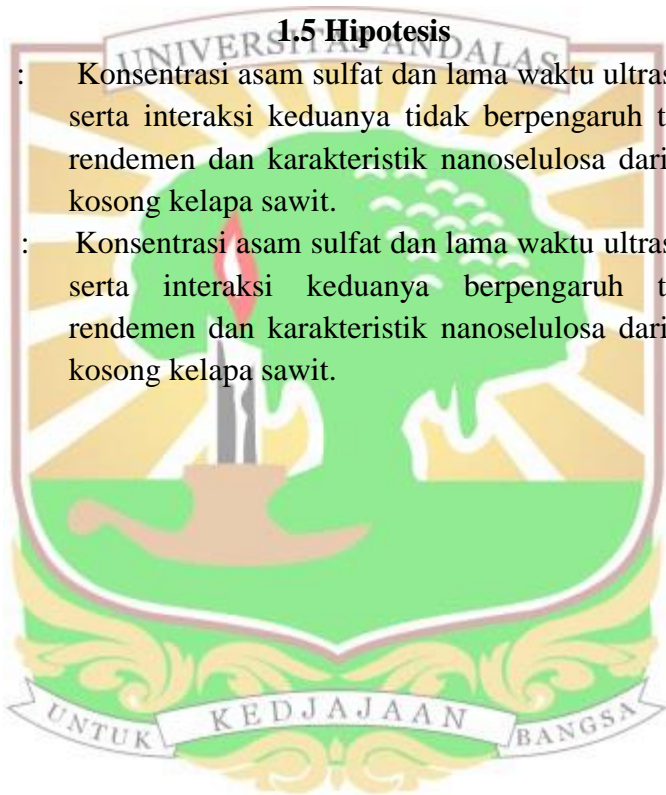 1.5 Hipotesis
UNIVERSITAS ANDALAS
: Konsentrasi asam sulfat dan lama waktu
serta interaksi keduanya tidak berpengaruh
rendemen dan karakteristik nanoselulosa dari
kosong kelapa sawit.
: Konsentrasi asam sulfat dan lama waktu
serta interaksi keduanya berpengaruh
rendemen dan karakteristik nanoselulosa dari
kosong kelapa sawit.
UNTUK KEDJAJAAN BANGSA